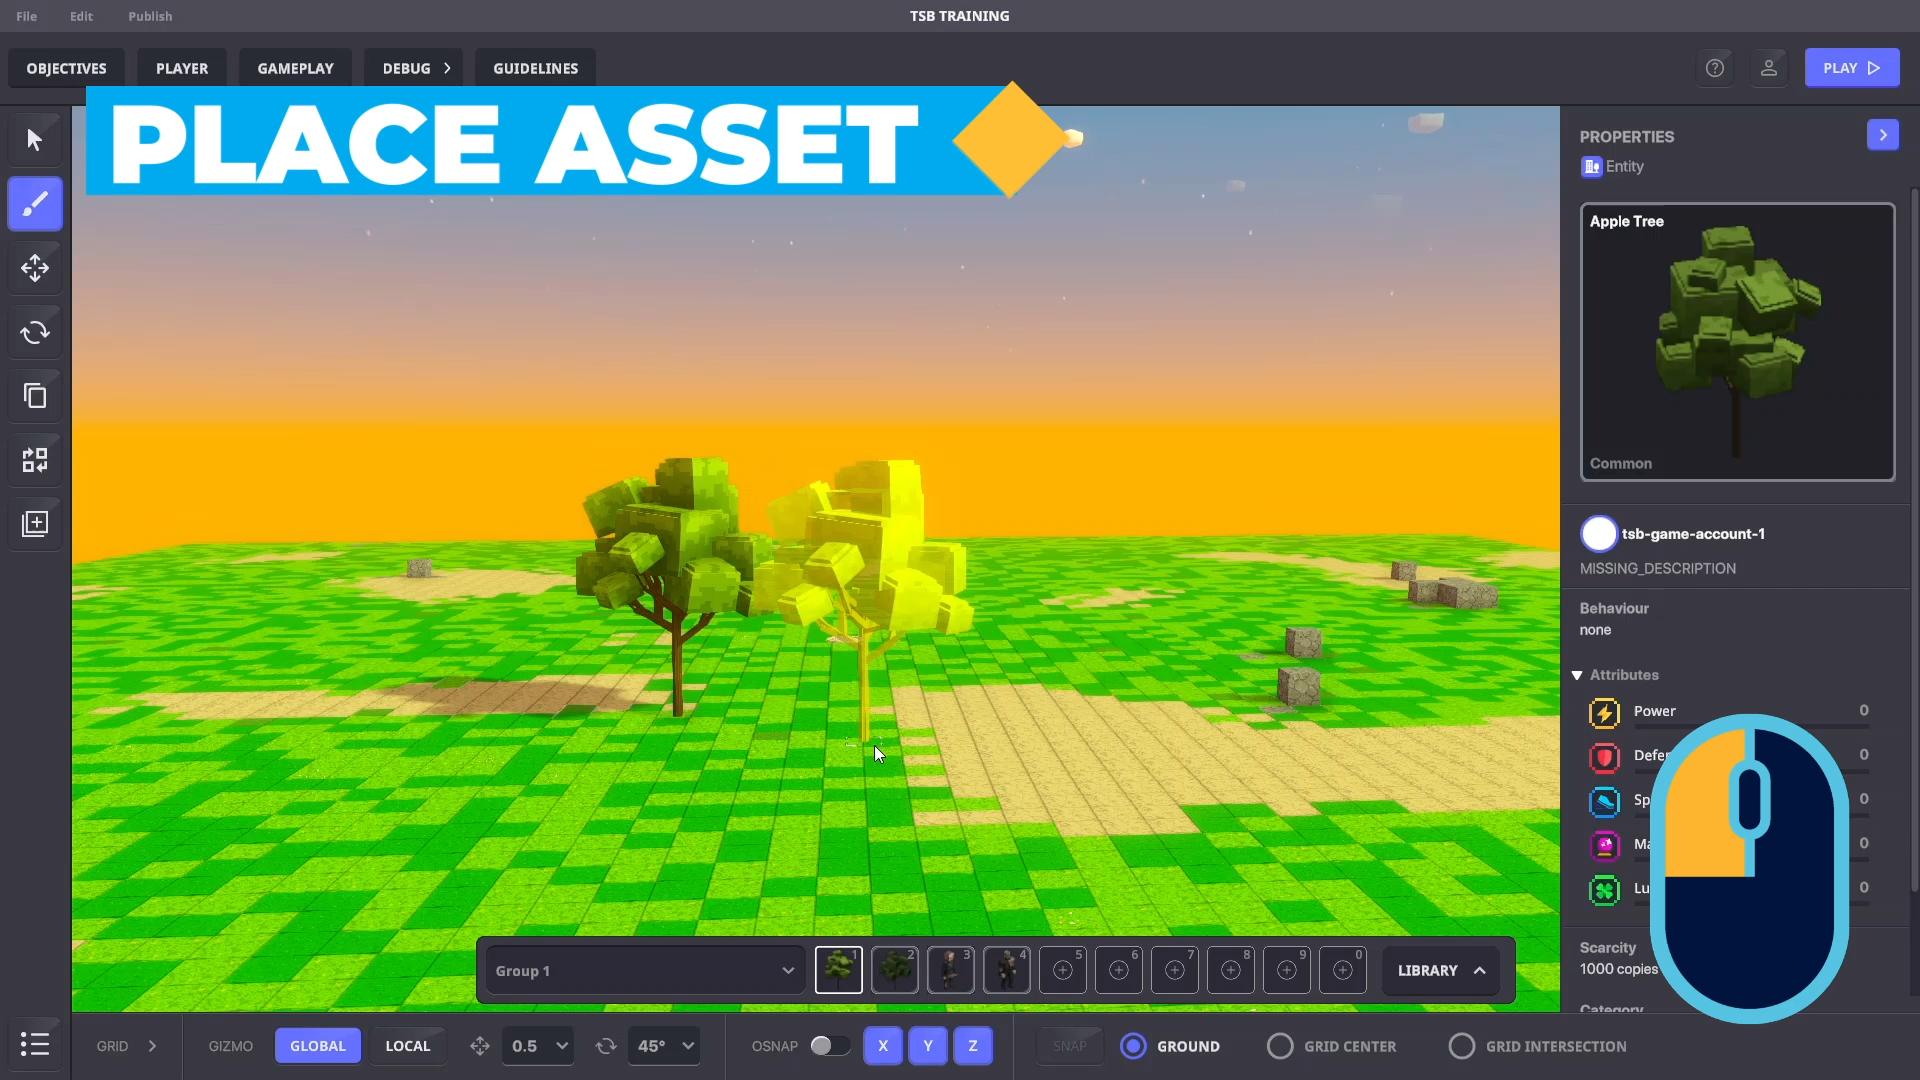 File Edit Publish
TSB TRAINING
OBJECTIVES PLAYER GAMEPLAY DEBUG GUIDELINES
PLAY
PLACE ASSET
PROPERTIES
Entity
Apple Tree
Common
tsb-game-account-1
MISSING_DESCRIPTION
Behaviour
none
Attributes
Power 0
Defen 0
Sp 0
Ma 0
Lu 0
Scarcity
1000 copies
Category
Group 1
1 2 3 4 5 6 7 8 9 0
LIBRARY
GRID GIZMO GLOBAL LOCAL 0.5 45° OSNAP X Y Z SNAP GROUND GRID CENTER GRID INTERSECTION